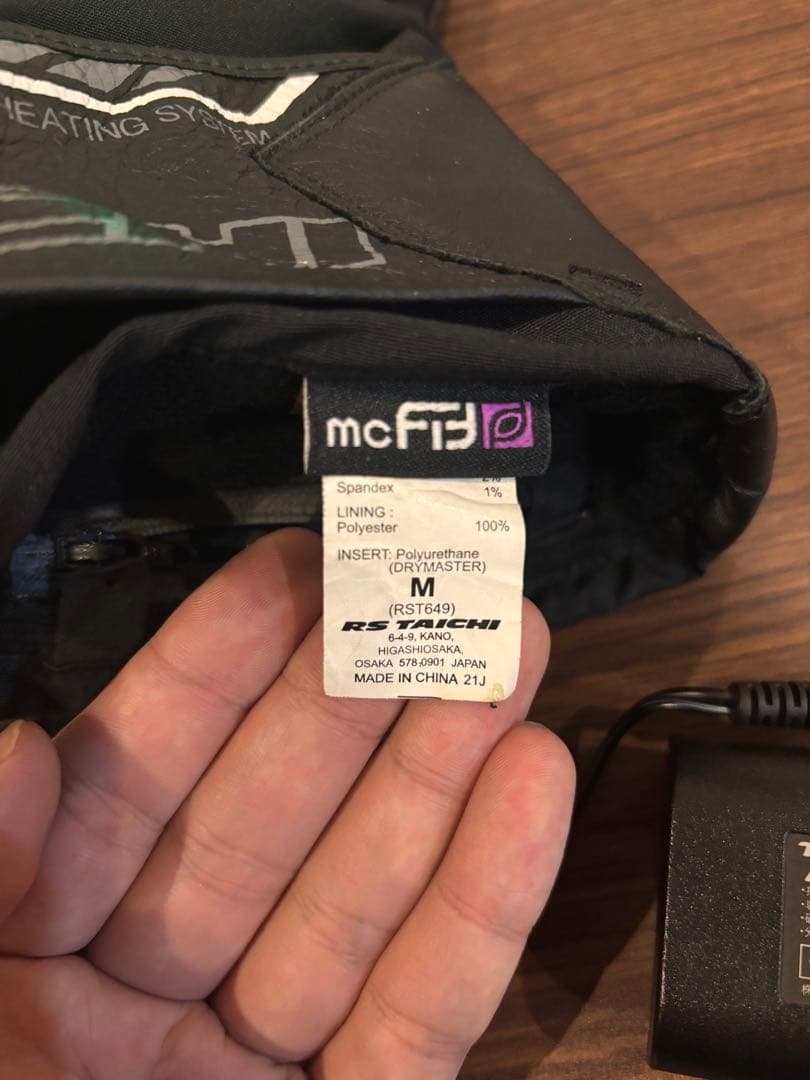 HEATING SYSTEM
mcFit
Spandex 1%
LINING :
Polyester 100%
INSERT: Polyurethane
(DRYMASTER)
M
(RST649)
RS TAICHI
6-4-9, KANO,
HIGASHIOSAKA,
OSAKA 578-0901 JAPAN
MADE IN CHINA 21J